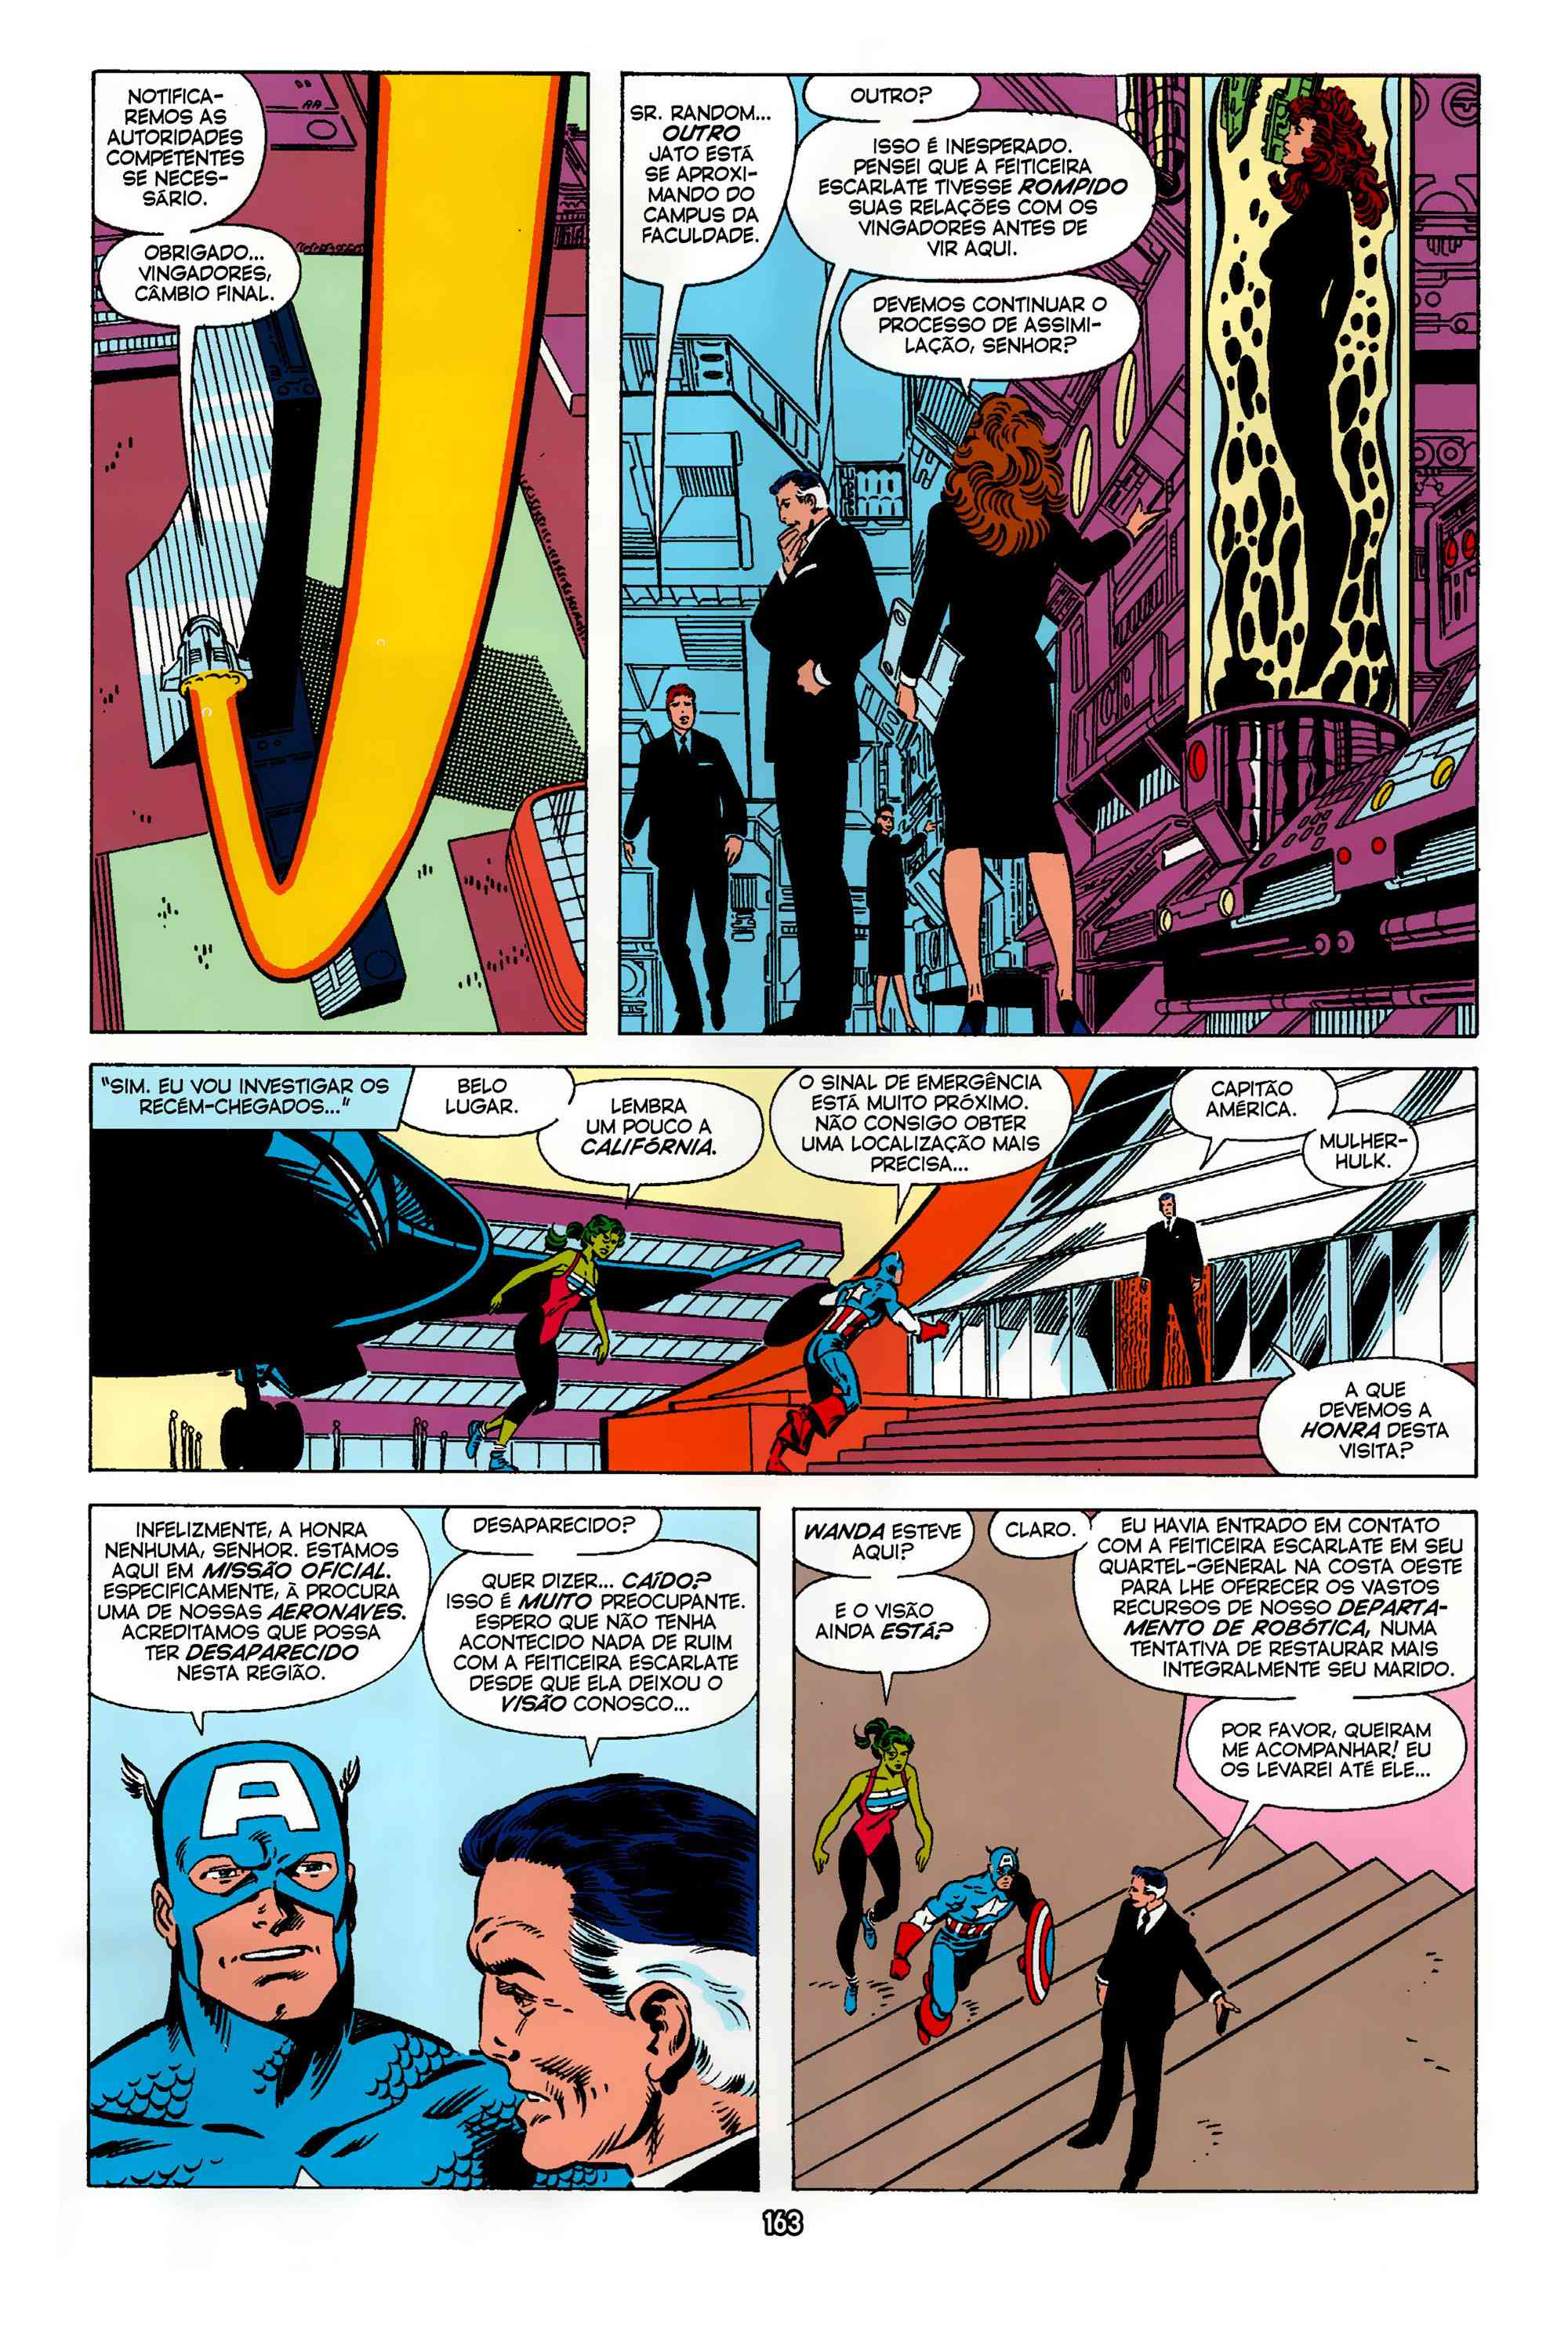 NOTIFICA-
REMOS AS
AUTORIDADES
COMPETENTES
SE NECES-
SÁRIO.
OBRIGADO...
VINGADORES,
CÂMBIO FINAL.
SR. RANDOM...
OUTRO
JATO ESTÁ
SE APROXI-
MANDO DO
CAMPUS DA
FACULDADE.
OUTRO?
ISSO É INESPERADO.
PENSEI QUE A FEITICEIRA
ESCARLATE TIVESSE ROMPIDO
SUAS RELAÇÕES COM OS
VINGADORES ANTES DE
VIR AQUI.
DEVEMOS CONTINUAR O
PROCESSO DE ASSIMI-
LAÇÃO, SENHOR?
"SIM. EU VOU INVESTIGAR OS
RECÉM-CHEGADOS..."
BELO
LUGAR.
LEMBRA
UM POUCO A
CALIFÓRNIA.
O SINAL DE EMERGÊNCIA
ESTÁ MUITO PRÓXIMO.
NÃO CONSIGO OBTER
UMA LOCALIZAÇÃO MAIS
PRECISA...
CAPITÃO
AMÉRICA.
MULHER-
HULK.
A QUE
DEVEMOS A
HONRA DESTA
VISITA?
INFELIZMENTE, A HONRA
NENHUMA, SENHOR. ESTAMOS
AQUI EM MISSÃO OFICIAL.
ESPECIFICAMENTE, À PROCURA
UMA DE NOSSAS AERONAVES.
ACREDITAMOS QUE POSSA
TER DESAPARECIDO
NESTA REGIÃO.
DESAPARECIDO?
QUER DIZER... CAÍDO?
ISSO É MUITO PREOCUPANTE.
ESPERO QUE NÃO TENHA
ACONTECIDO NADA DE RUIM
COM A FEITICEIRA ESCARLATE
DESDE QUE ELA DEIXOU O
VISÃO CONOSCO...
WANDA ESTEVE
AQUI?
E O VISÃO
AINDA ESTÁ?
CLARO.
EU HAVIA ENTRADO EM CONTATO
COM A FEITICEIRA ESCARLATE EM SEU
QUARTEL-GENERAL NA COSTA OESTE
PARA LHE OFERECER OS VASTOS
RECURSOS DE NOSSO DEPARTA-
MENTO DE ROBÓTICA, NUMA
TENTATIVA DE RESTAURAR MAIS
INTEGRALMENTE SEU MARIDO.
POR FAVOR, QUEIRAM
ME ACOMPANHAR! EU
OS LEVAREI ATÉ ELE...
163